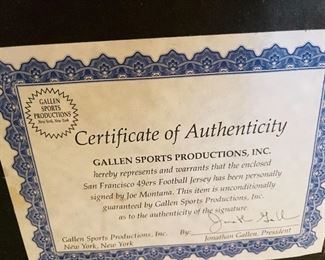 GALLEN
SPORTS
PRODUCTIONS
New York, New York
Certificate of Authenticity
GALLEN SPORTS PRODUCTIONS, INC.
hereby represents and warrants that the enclosed
San Francisco 49ers Football Jersey has been personally
signed by Joe Montana. This item is unconditionally
guaranteed by Gallen Sports Productions, Inc.
as to the authenticity of the signature.
Gallen Sports Productions, Inc. By:
New York, New York
Jonathan Gallen, President